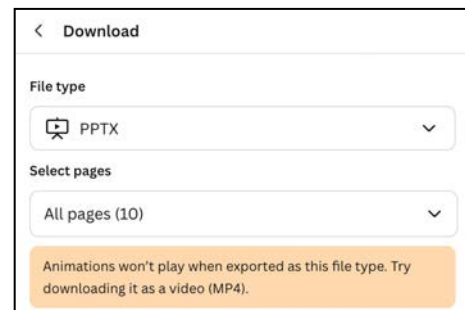 Download
File type
PPTX
Select pages
All pages (10)
Animations won't play when exported as this file type. Try
downloading it as a video (MP4).